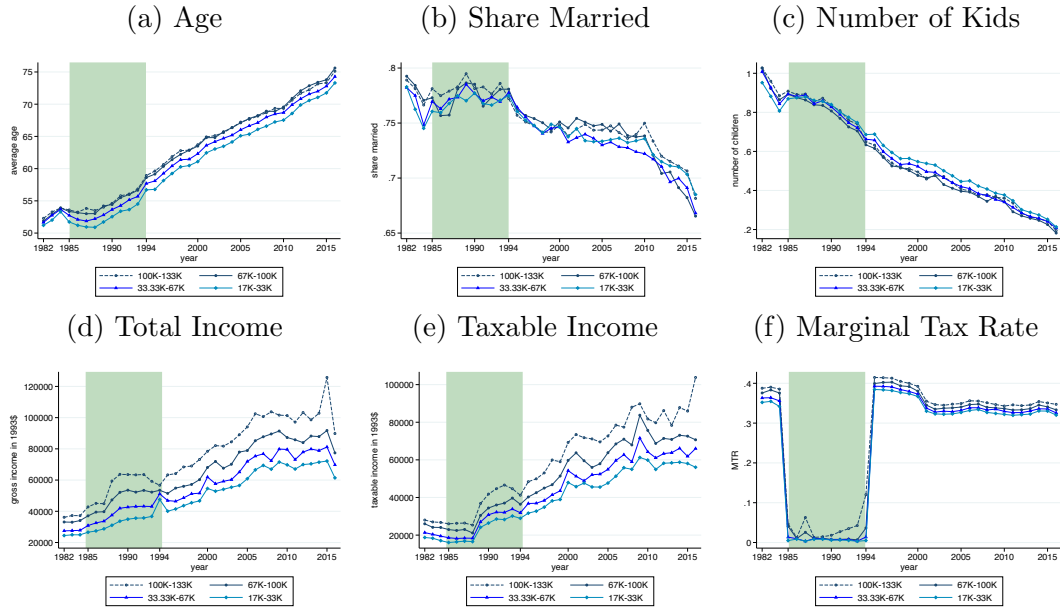 (a) Age
(b) Share Married
(c) Number of Kids
average age
75
70
65
60
55
50
1982 1985 1990 1994 2000 2005 2010 2015
year
100K-133K 67K-100K
33.33K-67K 17K-33K
share married
.8
.75
.7
.65
1982 1985 1990 1994 2000 2005 2010 2015
year
100K-133K 67K-100K
33.33K-67K 17K-33K
number of children
1
.8
.6
.4
.2
1982 1985 1990 1994 2000 2005 2010 2015
year
100K-133K 67K-100K
33.33K-67K 17K-33K
(d) Total Income
(e) Taxable Income
(f) Marginal Tax Rate
gross income in 1993$
120000
100000
80000
60000
40000
20000
1982 1985 1990 1994 2000 2005 2010 2015
year
100K-133K 67K-100K
33.33K-67K 17K-33K
taxable income in 1993$
100000
80000
60000
40000
20000
1982 1985 1990 1994 2000 2005 2010 2015
year
100K-133K 67K-100K
33.33K-67K 17K-33K
MTR
.4
.3
.2
.1
0
1982 1985 1990 1994 2000 2005 2010 2015
year
100K-133K 67K-100K
33.33K-67K 17K-33K